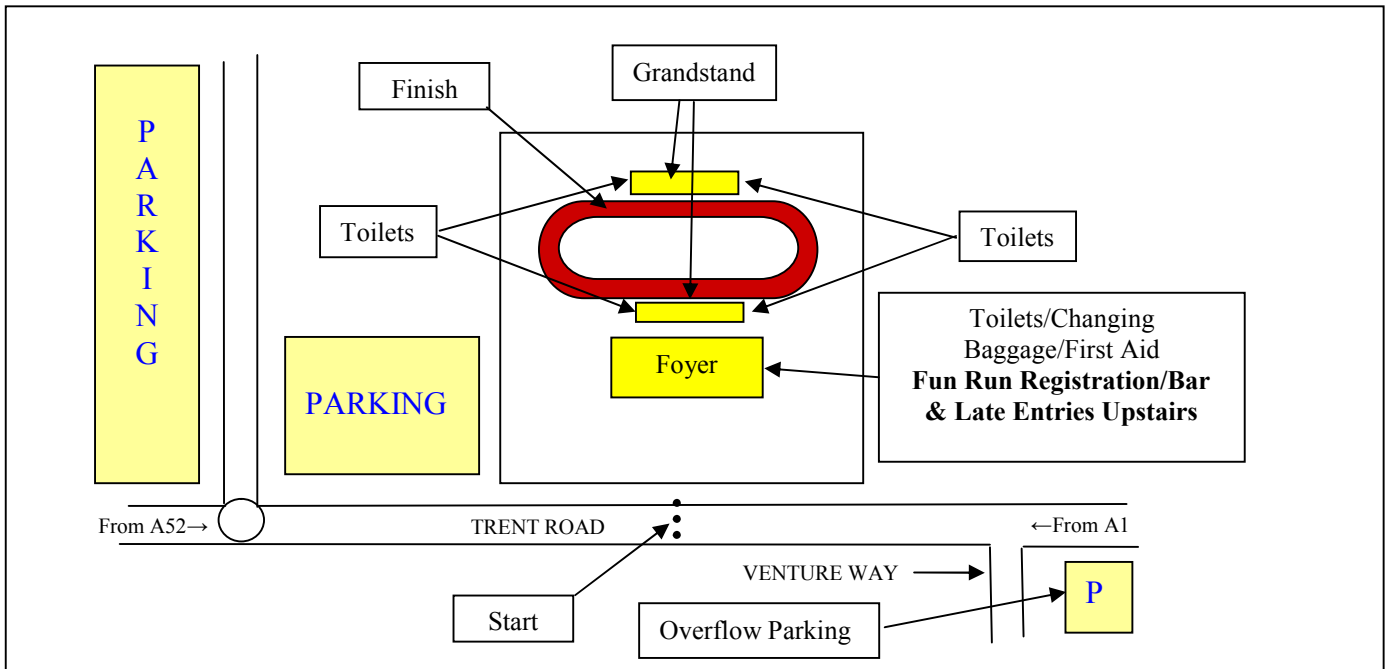 Grandstand
Finish
P
A
R
K
I
N
G
Toilets
Toilets
Toilets/Changing
Baggage/First Aid
Fun Run Registration/Bar
& Late Entries Upstairs
Foyer
PARKING
From A52→
TRENT ROAD
←From A1
VENTURE WAY
P
Start
Overflow Parking